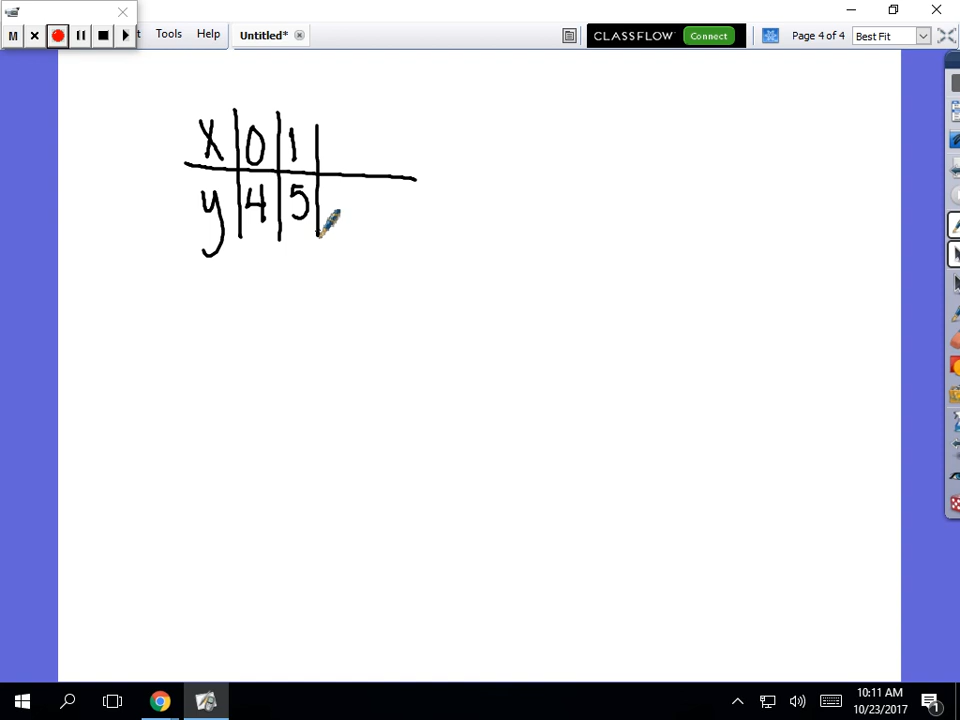 M
t Tools Help Untitled* CLASSFLOW Connect Page 4 of 4 Best Fit
x 0 1
y 4 5
10:11 AM
10/23/2017
1